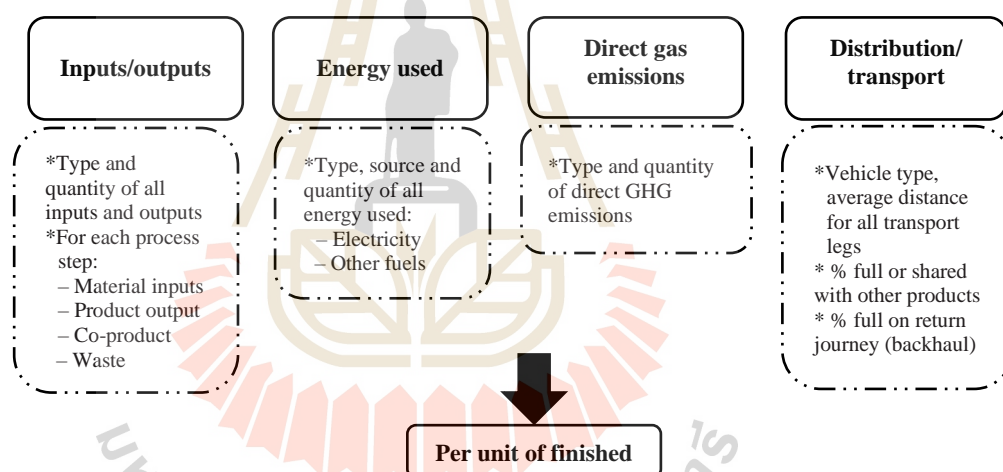 Inputs/outputs
*Type and
quantity of all
inputs and outputs
*For each process
step:
– Material inputs
– Product output
– Co-product
– Waste
Energy used
*Type, source and
quantity of all
energy used:
– Electricity
– Other fuels
Direct gas
emissions
*Type and quantity
of direct GHG
emissions
Distribution/
transport
*Vehicle type,
average distance
for all transport
legs
* % full or shared
with other products
* % full on return
journey (backhaul)
Per unit of finished